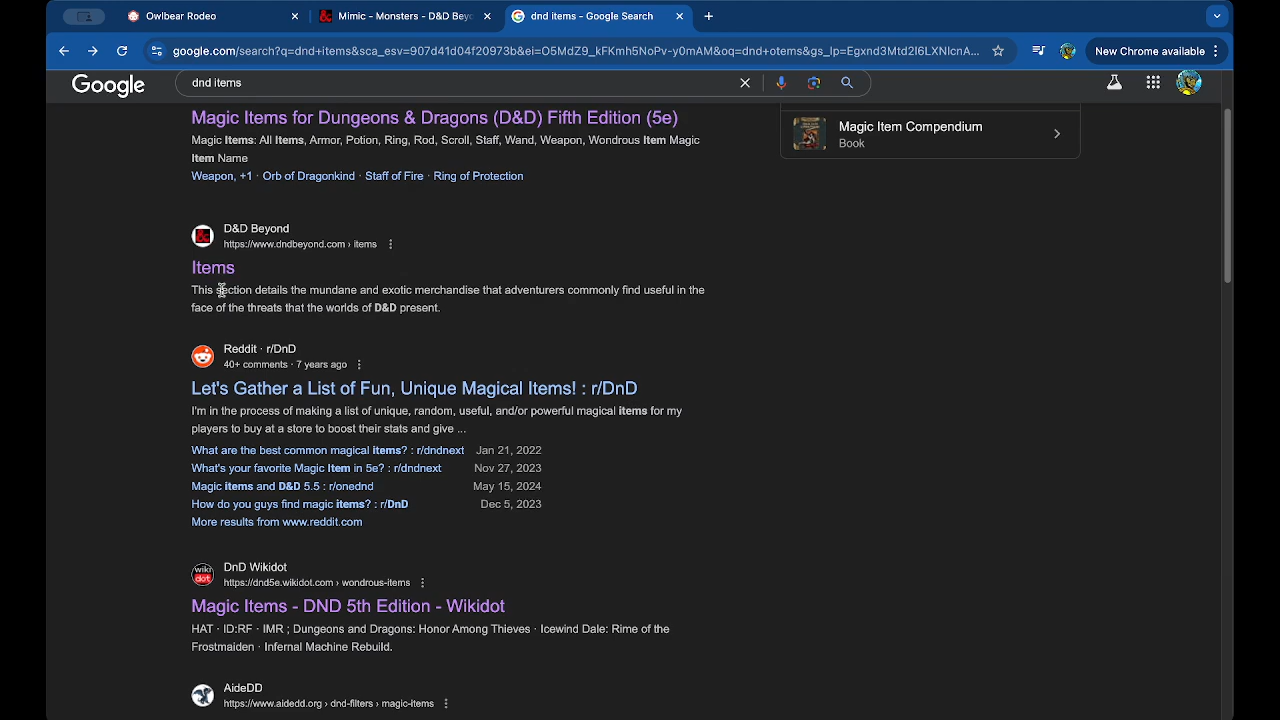 Owlbear Rodeo
Mimic - Monsters - D&D Bey
dnd items - Google Search
google.com/search?q=dnd+items&sca_esv=907d41d04f20973b&ei=O5MdZ9_kFKmh5NoPv-y0mAM&oq=dnd+otems&gs_lp=Egxnd3Mtd2l6LXNlcnA...
New Chrome available
Google
dnd items
Magic Items for Dungeons & Dragons (D&D) Fifth Edition (5e)
Magic Items: All Items, Armor, Potion, Ring, Rod, Scroll, Staff, Wand, Weapon, Wondrous Item Magic
Item Name
Weapon, +1 · Orb of Dragonkind · Staff of Fire · Ring of Protection
Magic Item Compendium
Book
D&D Beyond
https://www.dndbeyond.com › items
Items
This section details the mundane and exotic merchandise that adventurers commonly find useful in the
face of the threats that the worlds of D&D present.
Reddit · r/DnD
40+ comments · 7 years ago
Let's Gather a List of Fun, Unique Magical Items! : r/DnD
I'm in the process of making a list of unique, random, useful, and/or powerful magical items for my
players to buy at a store to boost their stats and give ...
What are the best common magical items? : r/dndnext Jan 21, 2022
What's your favorite Magic Item in 5e? : r/dndnext Nov 27, 2023
Magic items and D&D 5.5 : r/onednd May 15, 2024
How do you guys find magic items? : r/DnD Dec 5, 2023
More results from www.reddit.com
wiki
dot
DnD Wikidot
https://dnd5e.wikidot.com › wondrous-items
Magic Items - DND 5th Edition - Wikidot
HAT · ID:RF · IMR ; Dungeons and Dragons: Honor Among Thieves · Icewind Dale: Rime of the
Frostmaiden · Infernal Machine Rebuild.
AideDD
https://www.aidedd.org › dnd-filters › magic-items